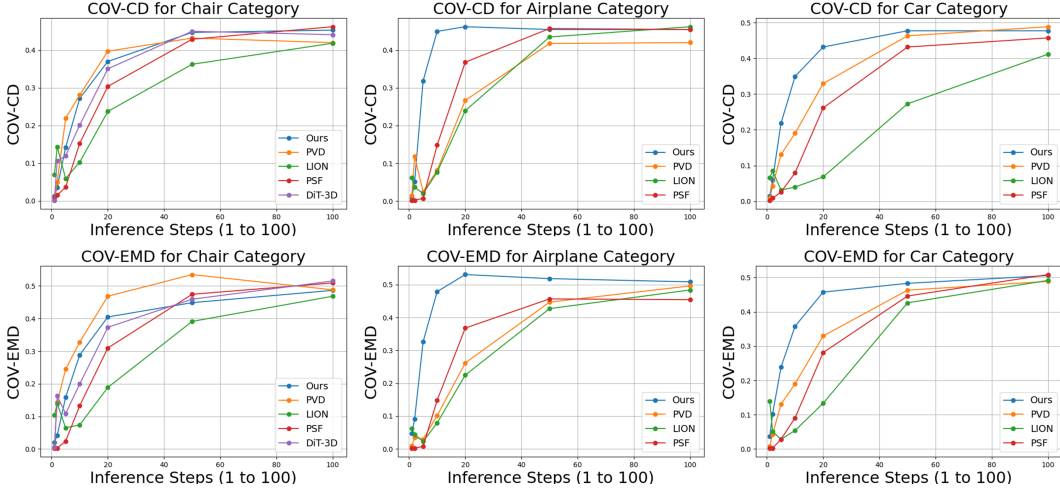 COV-CD for Chair Category
COV-CD
0.4
0.3
0.2
0.1
0.0
0
20
40
60
80
100
Ours
PVD
LION
PSF
DiT-3D
Inference Steps (1 to 100)
COV-CD for Airplane Category
COV-CD
0.4
0.3
0.2
0.1
0.0
0
20
40
60
80
100
Ours
PVD
LION
PSF
Inference Steps (1 to 100)
COV-CD for Car Category
COV-CD
0.5
0.4
0.3
0.2
0.1
0.0
0
20
40
60
80
100
Ours
PVD
LION
PSF
Inference Steps (1 to 100)
COV-EMD for Chair Category
COV-EMD
0.5
0.4
0.3
0.2
0.1
0.0
0
20
40
60
80
100
Ours
PVD
LION
PSF
DiT-3D
Inference Steps (1 to 100)
COV-EMD for Airplane Category
COV-EMD
0.5
0.4
0.3
0.2
0.1
0.0
0
20
40
60
80
100
Ours
PVD
LION
PSF
Inference Steps (1 to 100)
COV-EMD for Car Category
COV-EMD
0.5
0.4
0.3
0.2
0.1
0.0
0
20
40
60
80
100
Ours
PVD
LION
PSF
Inference Steps (1 to 100)